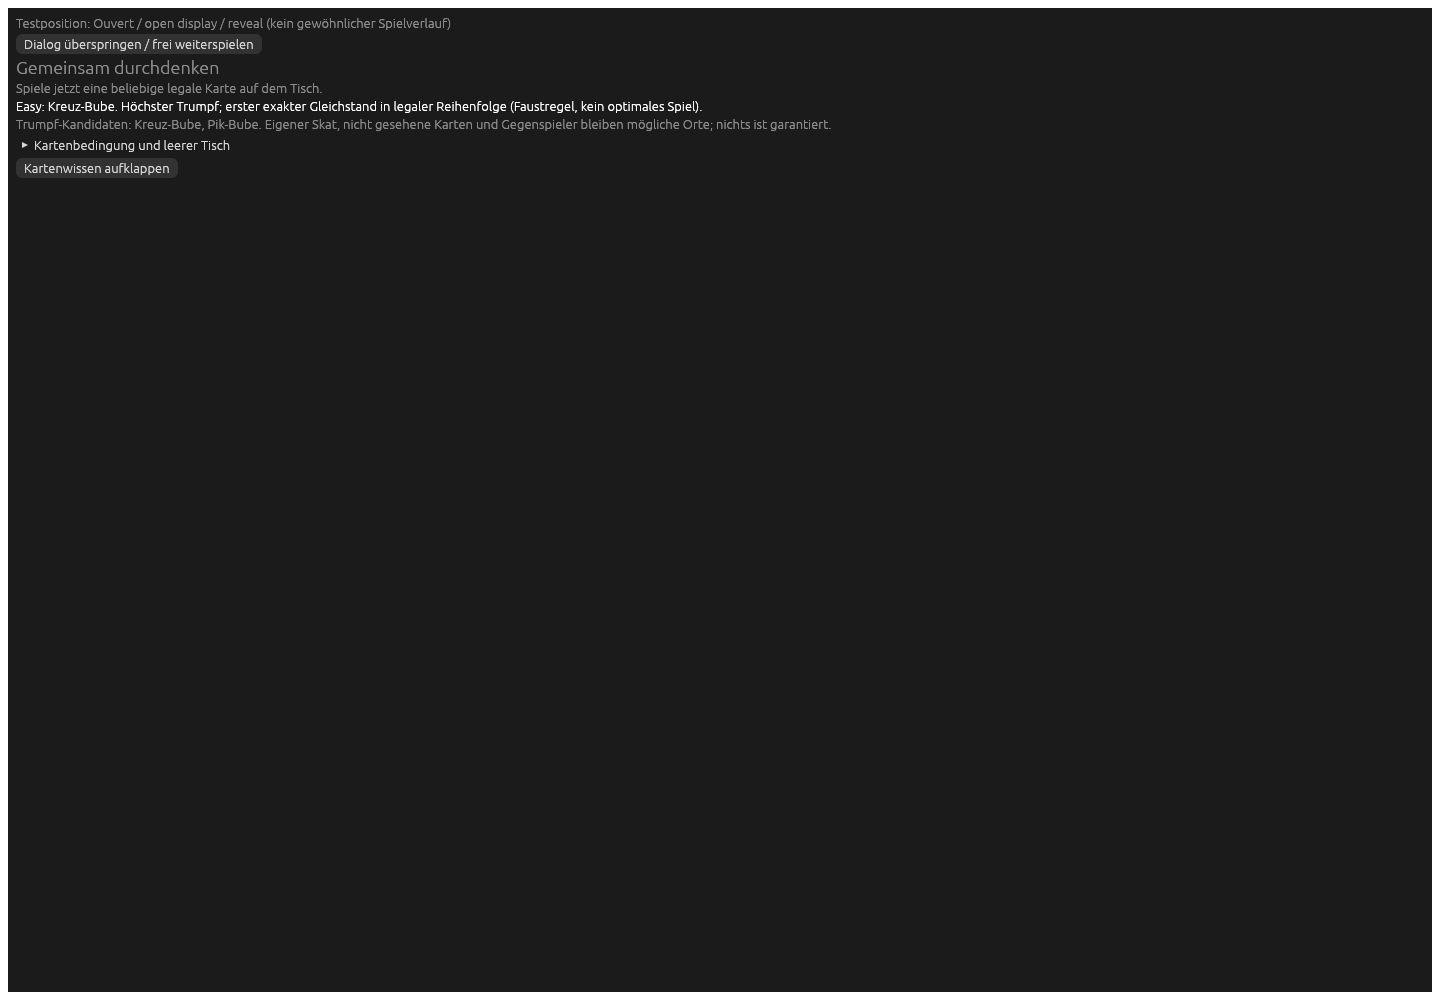 Testposition: Ouvert / open display / reveal (kein gewöhnlicher Spielverlauf)
Dialog überspringen / frei weiterspielen
Gemeinsam durchdenken
Spiele jetzt eine beliebige legale Karte auf dem Tisch.
Easy: Kreuz-Bube. Höchster Trumpf; erster exakter Gleichstand in legaler Reihenfolge (Faustregel, kein optimales Spiel).
Trumpf-Kandidaten: Kreuz-Bube, Pik-Bube. Eigener Skat, nicht gesehene Karten und Gegenspieler bleiben mögliche Orte; nichts ist garantiert.
Kartenbedingung und leerer Tisch
Kartenwissen aufklappen